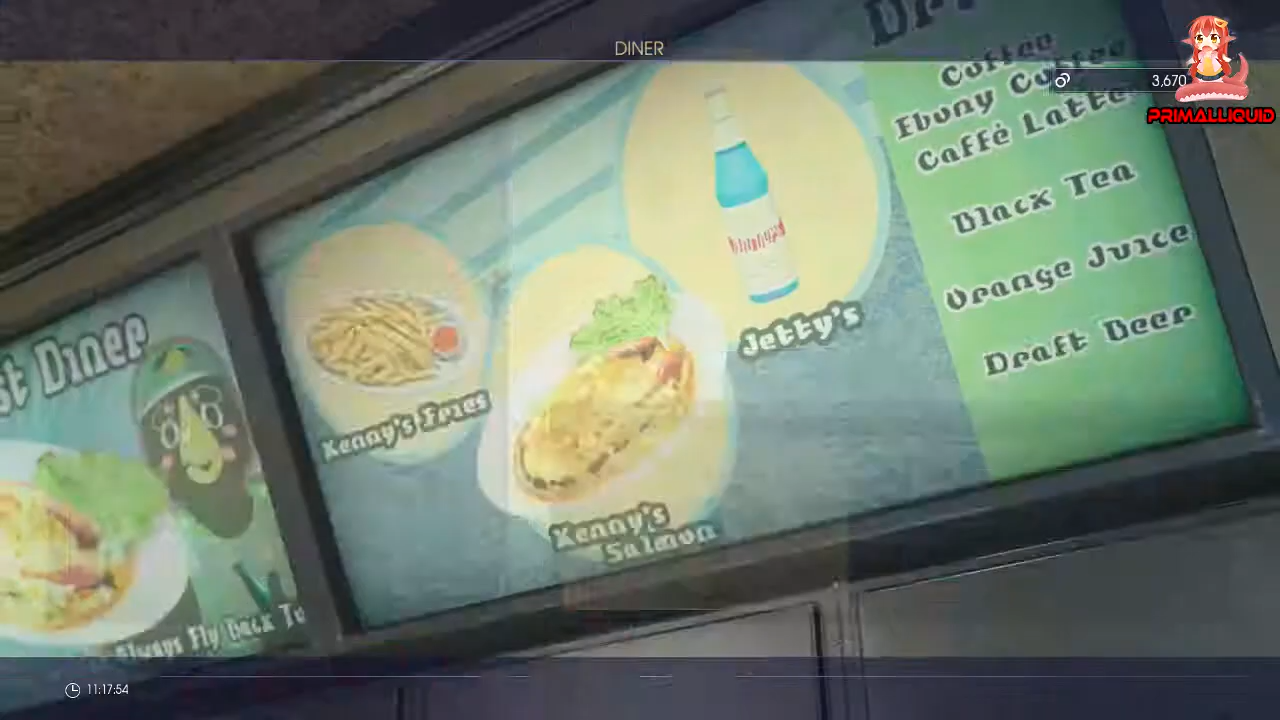 DINER
3,670
PRIMALLIQUID
Coffee
Ebony Coffee
Caffè Latte
Black Tea
Orange Juice
Draft Beer
Jetty's
Kenny's Fries
Kenny's
Salmon
st Diner
Always Fly Back To
11:17:54